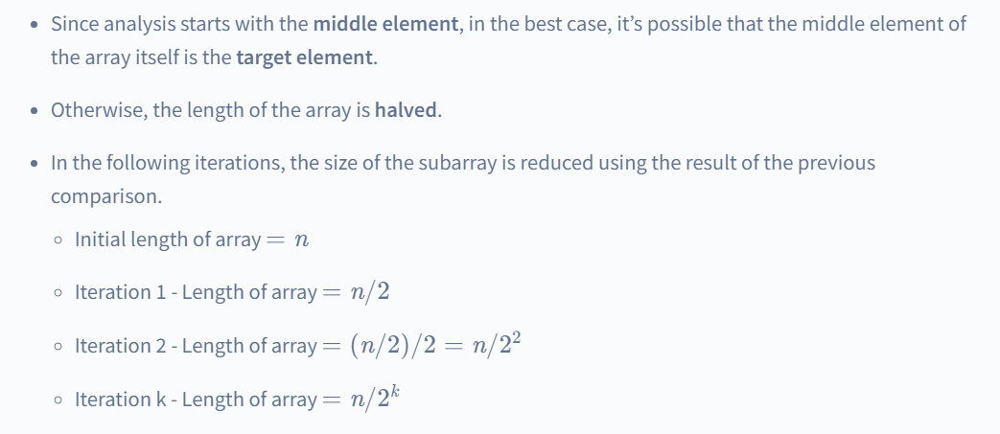 • Since analysis starts with the middle element, in the best case, it’s possible that the middle element of
the array itself is the target element.
• Otherwise, the length of the array is halved.
• In the following iterations, the size of the subarray is reduced using the result of the previous
comparison.
◦ Initial length of array = n
◦ Iteration 1 - Length of array = n/2
◦ Iteration 2 - Length of array = (n/2)/2 = n/2²
◦ Iteration k - Length of array = n/2ᵏ